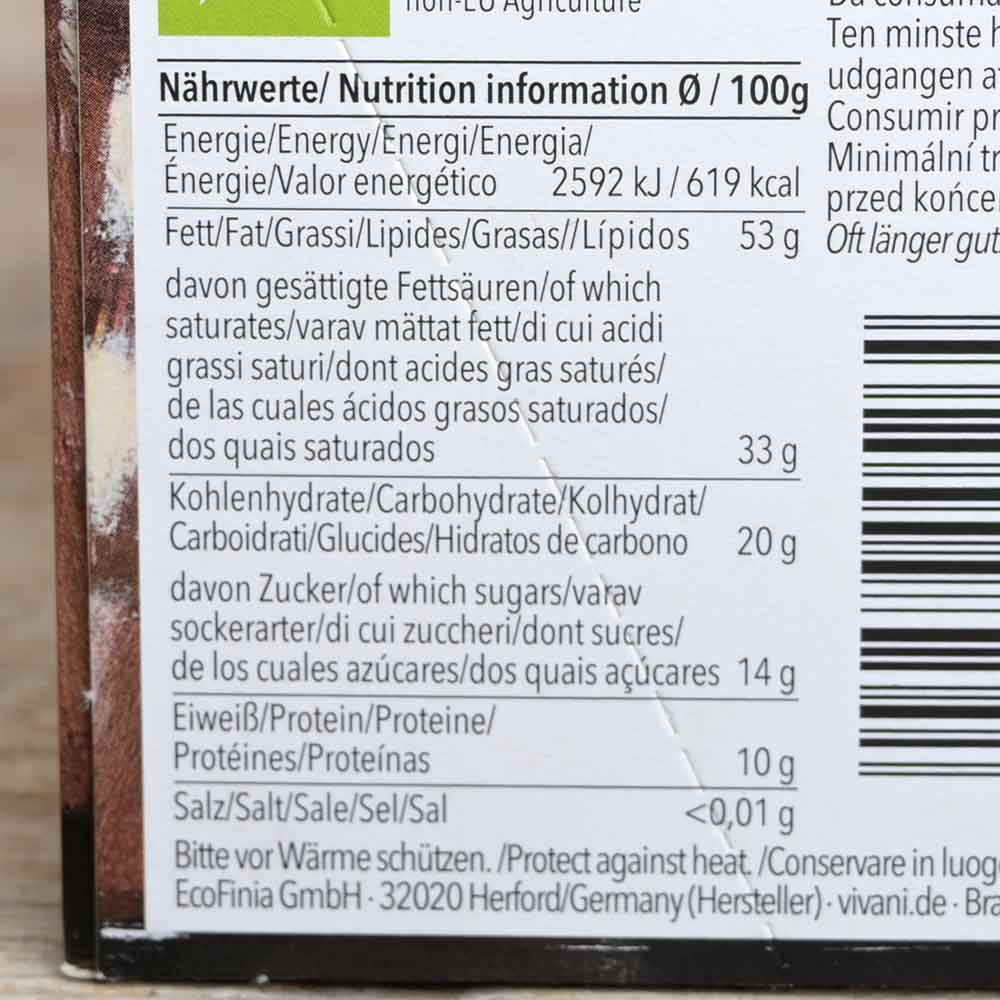 non-EU Agriculture
Nährwerte/ Nutrition information Ø / 100g
Energie/Energy/Energi/Energia/
Énergie/Valor energético 2592 kJ / 619 kcal
Fett/Fat/Grassi/Lipides/Grasas//Lípidos 53 g
davon gesättigte Fettsäuren/of which
saturates/varav mättat fett/di cui acidi
grassi saturi/dont acides gras saturés/
de las cuales ácidos grasos saturados/
dos quais saturados 33 g
Kohlenhydrate/Carbohydrate/Kolhydrat/
Carboidrati/Glucides/Hidratos de carbono 20 g
davon Zucker/of which sugars/varav
sockerarter/di cui zuccheri/dont sucres/
de los cuales azúcares/dos quais açúcares 14 g
Eiweiß/Protein/Proteine/
Protéines/Proteínas 10 g
Salz/Salt/Sale/Sel/Sal <0,01 g
Bitte vor Wärme schützen. /Protect against heat. /Conservare in luog
EcoFinia GmbH · 32020 Herford/Germany (Hersteller) · vivani.de · Bra
Ten minste h
udgangen a
Consumir pr
Minimální tr
przed końce
Oft länger gut